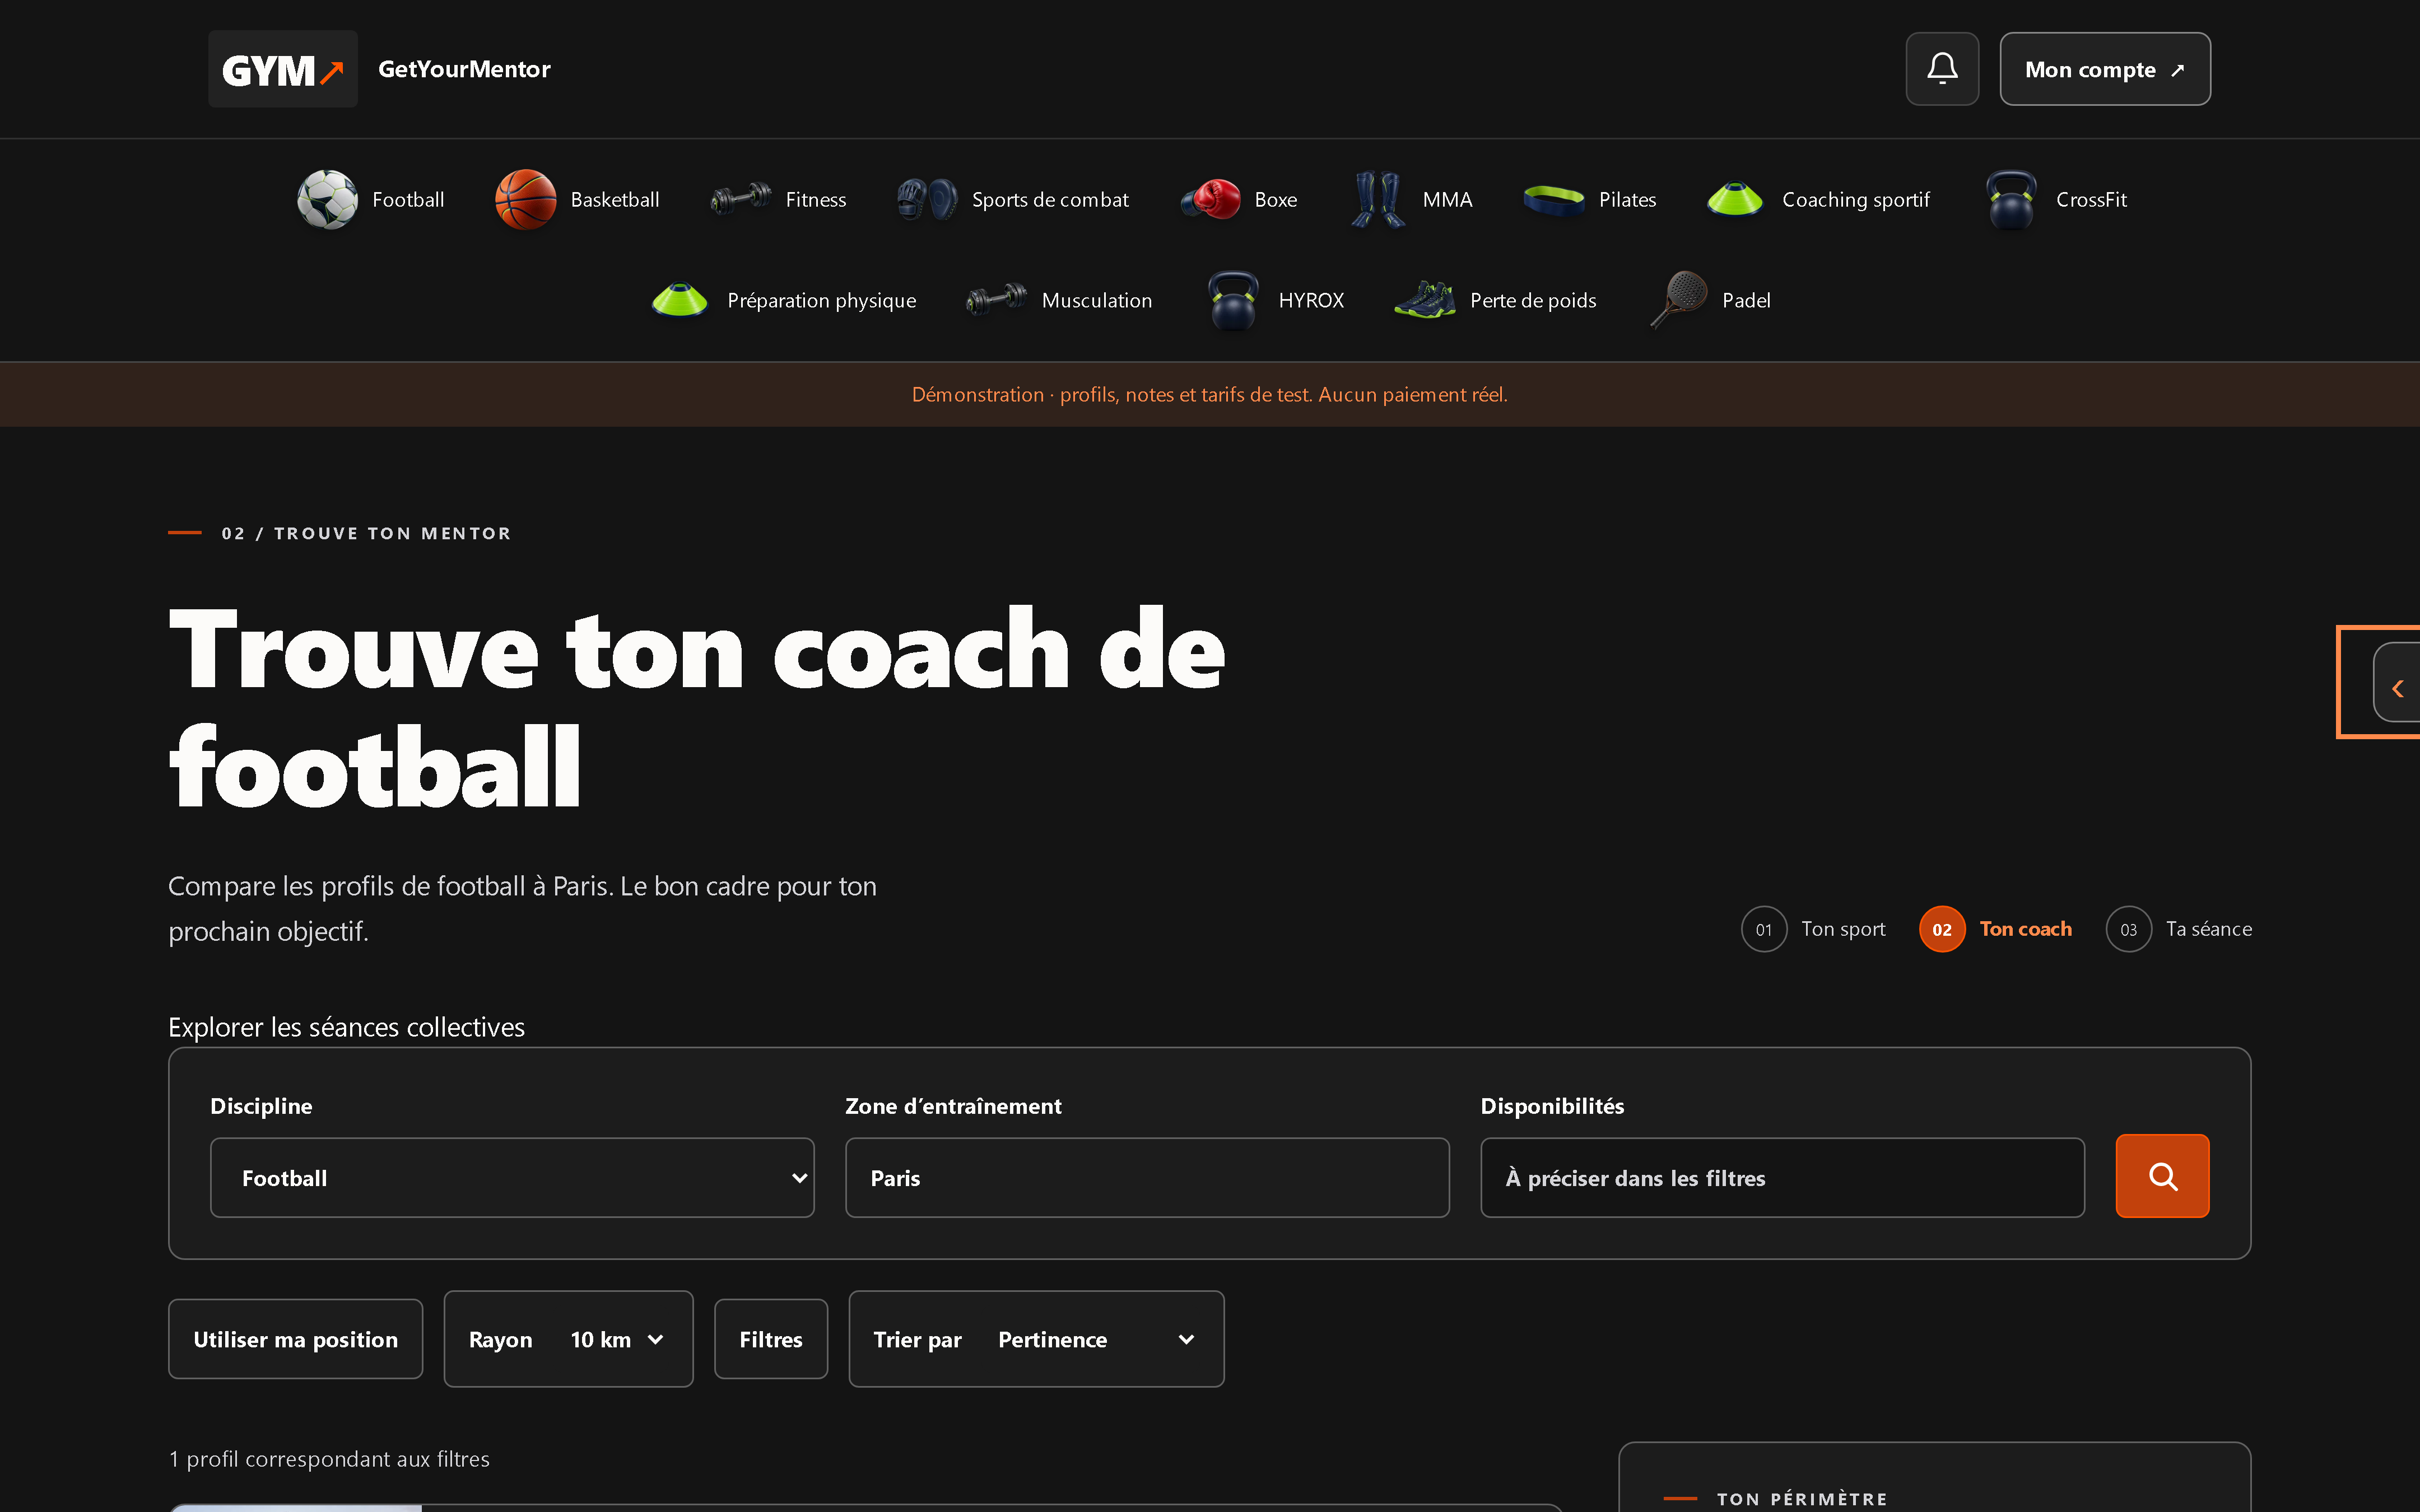 GYM↗ GetYourMentor
Mon compte ↗
Football Basketball Fitness Sports de combat Boxe MMA Pilates Coaching sportif CrossFit
Préparation physique Musculation HYROX Perte de poids Padel
Démonstration · profils, notes et tarifs de test. Aucun paiement réel.
02 / TROUVE TON MENTOR
Trouve ton coach de
football
Compare les profils de football à Paris. Le bon cadre pour ton
prochain objectif.
01 Ton sport 02 Ton coach 03 Ta séance
Explorer les séances collectives
Discipline Zone d’entraînement Disponibilités
Football Paris À préciser dans les filtres
Utiliser ma position Rayon 10 km Filtres Trier par Pertinence
1 profil correspondant aux filtres
TON PÉRIMÈTRE